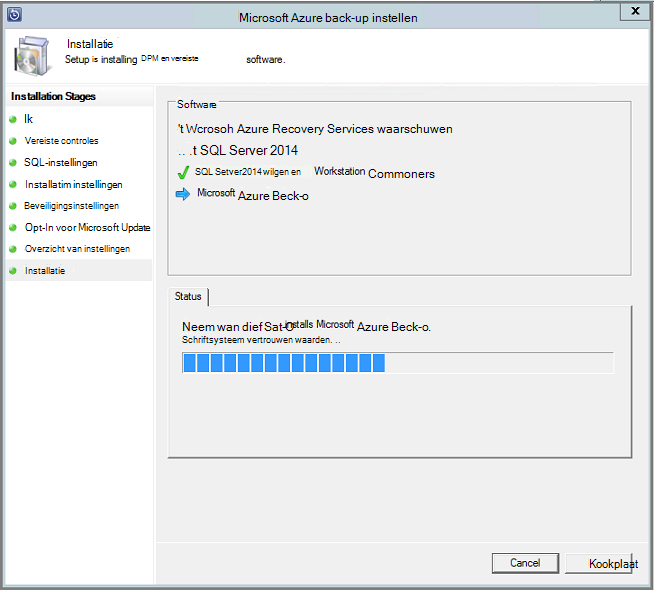 Microsoft Azure back-up instellen
X
Installatie
Setup is installing DPM en vereiste software.
Installation Stages
Ik
Vereiste controles
SQL-instellingen
Installatim instellingen
Beveiligingsinstellingen
Opt-In voor Microsoft Update
Overzicht van instellingen
Installatie
Software
't Wcrosoh Azure Recovery Services waarschuwen
.. .t SQL Server 2014
SQL Setver2014 wilgen en Workstation Commoners
Microsoft Azure Beck-o
Status
Neem wan dief Sat-O installs Microsoft Azure Beck-o.
Schriftsysteem vertrouwen waarden. ..
Cancel
Kookplaat